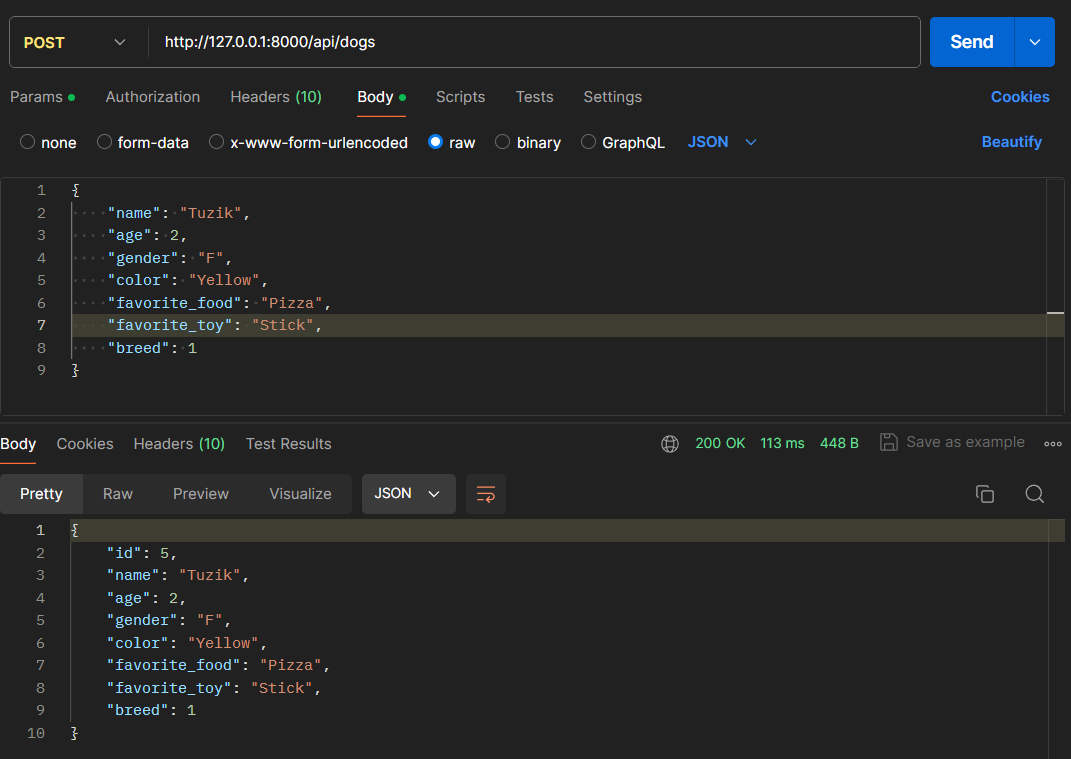 POST http://127.0.0.1:8000/api/dogs Send
Params Authorization Headers (10) Body Scripts Tests Settings Cookies
none form-data x-www-form-urlencoded raw binary GraphQL JSON Beautify
1 {
2 "name": "Tuzik",
3 "age": 2,
4 "gender": "F",
5 "color": "Yellow",
6 "favorite_food": "Pizza",
7 "favorite_toy": "Stick",
8 "breed": 1
9 }
Body Cookies Headers (10) Test Results 200 OK 113 ms 448 B Save as example
Pretty Raw Preview Visualize JSON
1 {
2 "id": 5,
3 "name": "Tuzik",
4 "age": 2,
5 "gender": "F",
6 "color": "Yellow",
7 "favorite_food": "Pizza",
8 "favorite_toy": "Stick",
9 "breed": 1
10 }